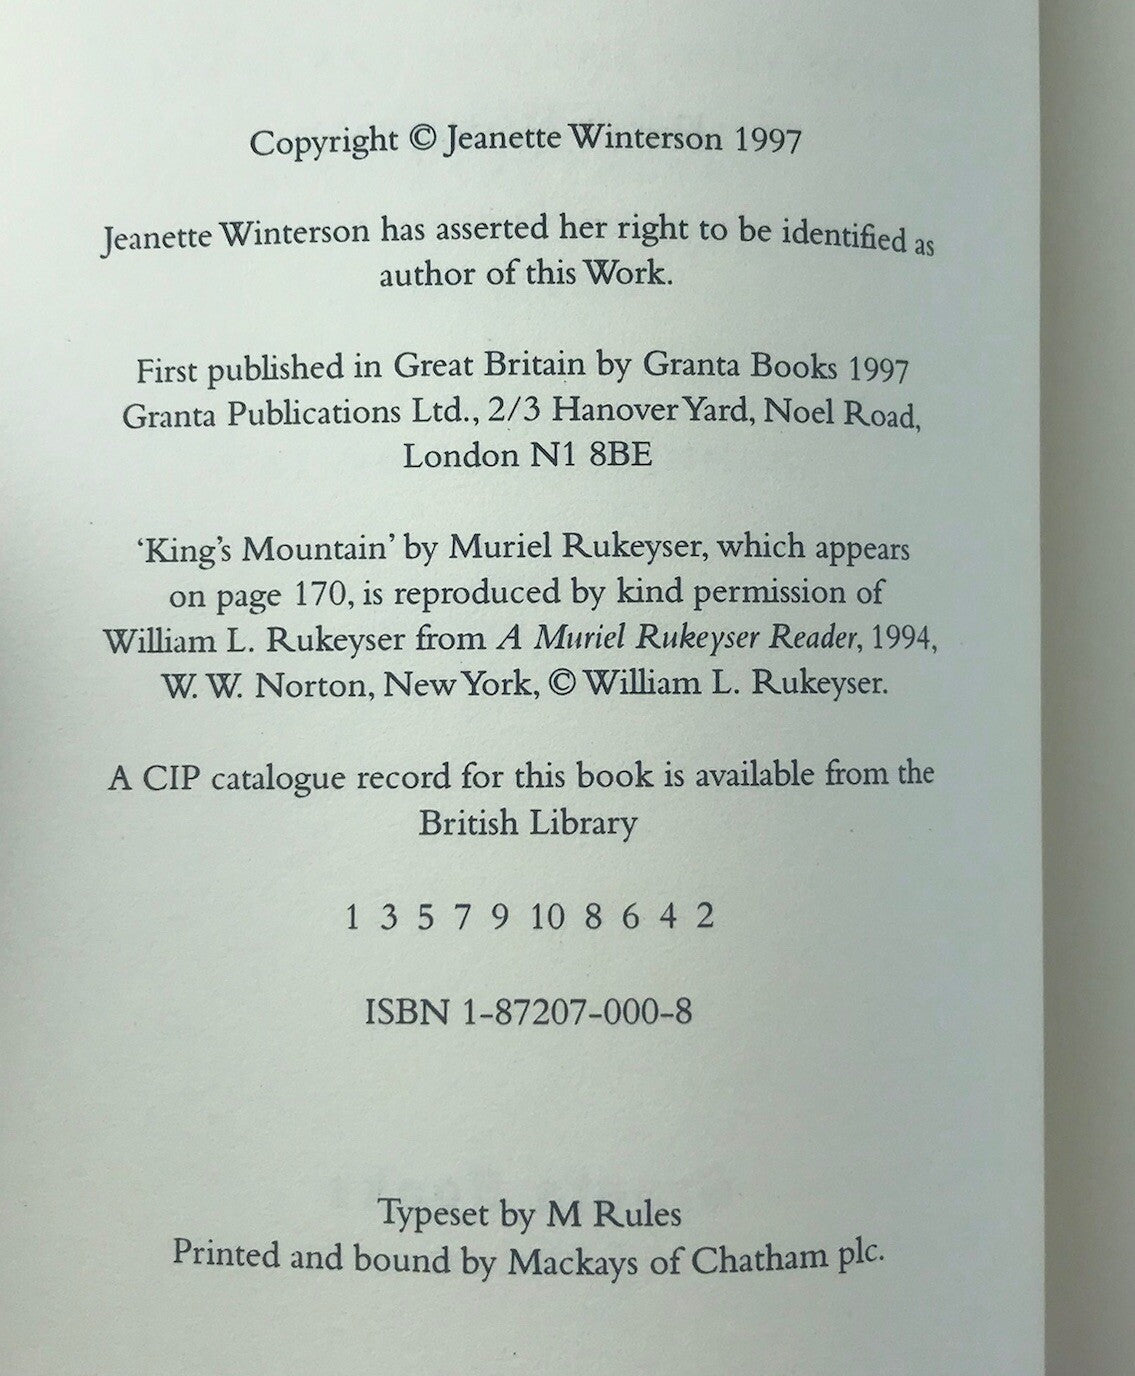 Copyright © Jeanette Winterson 1997
Jeanette Winterson has asserted her right to be identified as
author of this Work.
First published in Great Britain by Granta Books 1997
Granta Publications Ltd., 2/3 Hanover Yard, Noel Road,
London N1 8BE
‘King’s Mountain’ by Muriel Rukeyser, which appears
on page 170, is reproduced by kind permission of
William L. Rukeyser from A Muriel Rukeyser Reader, 1994,
W. W. Norton, New York, © William L. Rukeyser.
A CIP catalogue record for this book is available from the
British Library
1 3 5 7 9 10 8 6 4 2
ISBN 1-87207-000-8
Typeset by M Rules
Printed and bound by Mackays of Chatham plc.